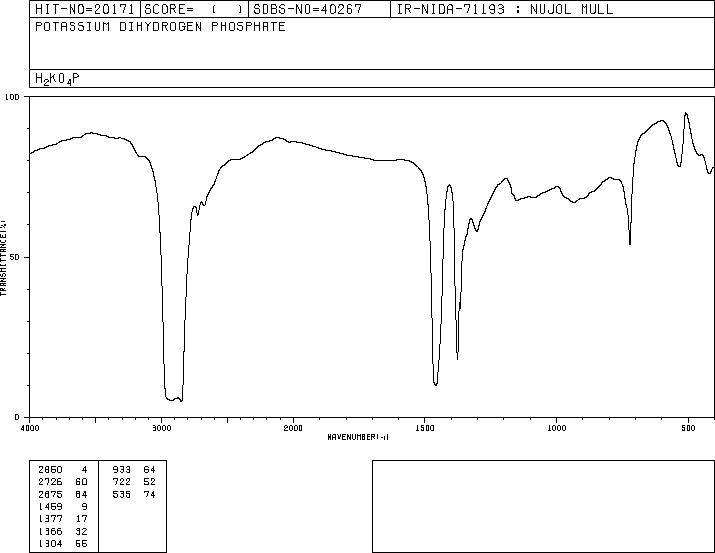 HIT-NO=20171 SCORE= ( ) SDBS-NO=40267 IR-NIDA-71193 : NUJOL MULL
POTASSIUM DIHYDROGEN PHOSPHATE
H2KO4P
100
50
0
TRANSMITTANCE(%)
4000 3000 2000 1500 1000 500
WAVENUMBER(-1)
2860 4 933 64
2726 60 722 52
2675 64 535 74
1459 9
1377 17
1366 32
1304 55